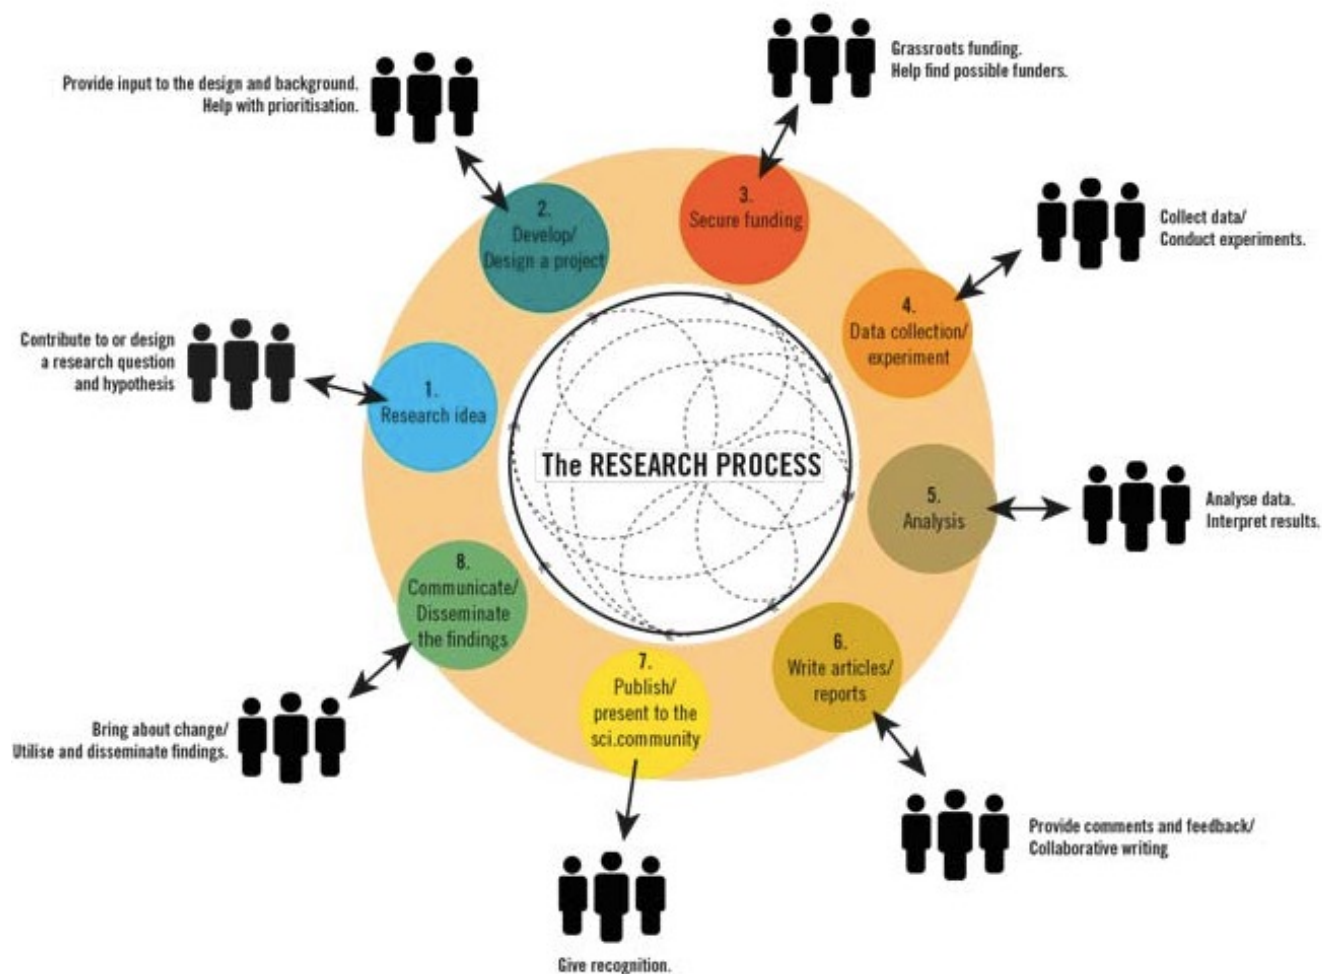 Provide input to the design and background.
Help with prioritisation.
Grassroots funding.
Help find possible funders.
2.
Develop/
Design a project
3.
Secure funding
Collect data/
Conduct experiments.
4.
Data collection/
experiment
Contribute to or design
a research question
and hypothesis
1.
Research idea
The RESEARCH PROCESS
5.
Analysis
Analyse data.
Interpret results.
8.
Communicate/
Disseminate
the findings
6.
Write articles/
reports
7.
Publish/
present to the
sci.community
Bring about change/
Utilise and disseminate findings.
Provide comments and feedback/
Collaborative writing
Give recognition.